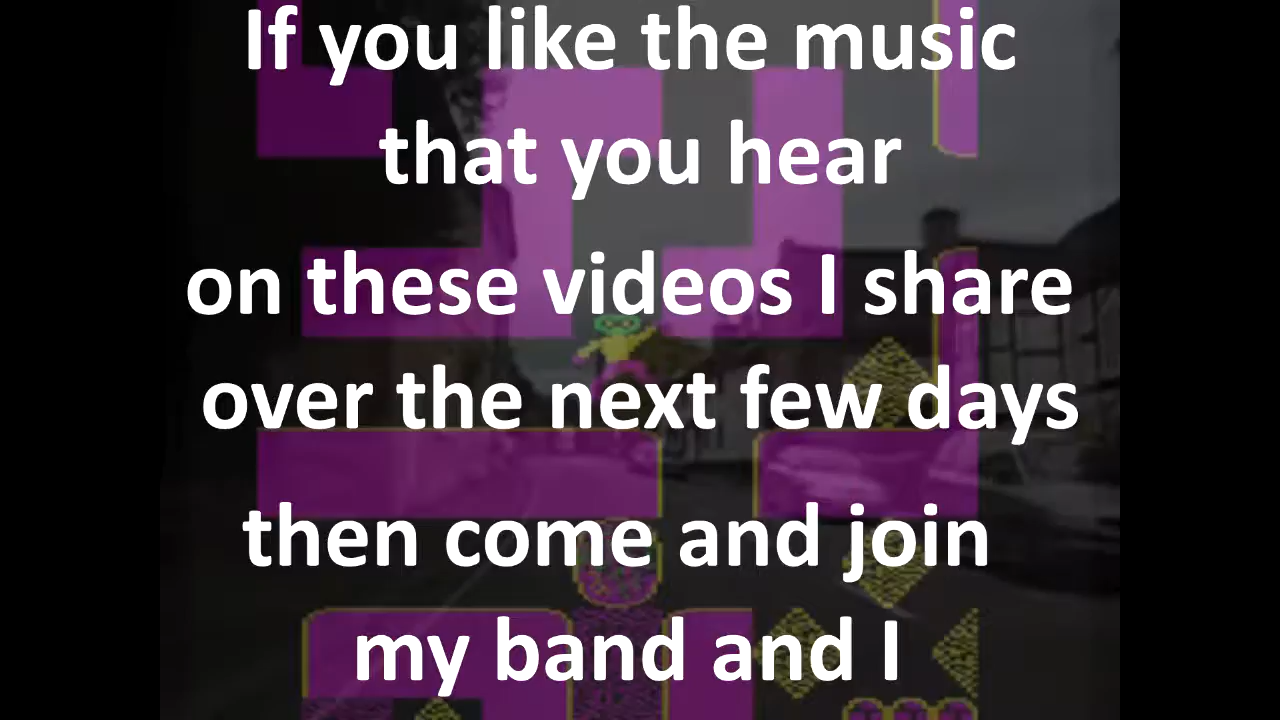 If you like the music
that you hear
on these videos I share
over the next few days
then come and join
my band and I